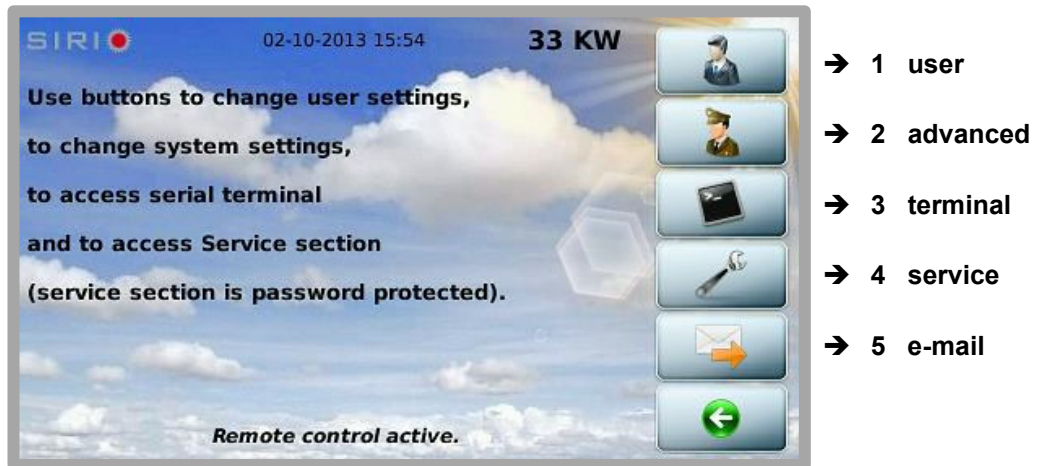 SIRIO 02-10-2013 15:54 33 KW
Use buttons to change user settings,
to change system settings,
to access serial terminal
and to access Service section
(service section is password protected).
Remote control active.
➔ 1 user
➔ 2 advanced
➔ 3 terminal
➔ 4 service
➔ 5 e-mail